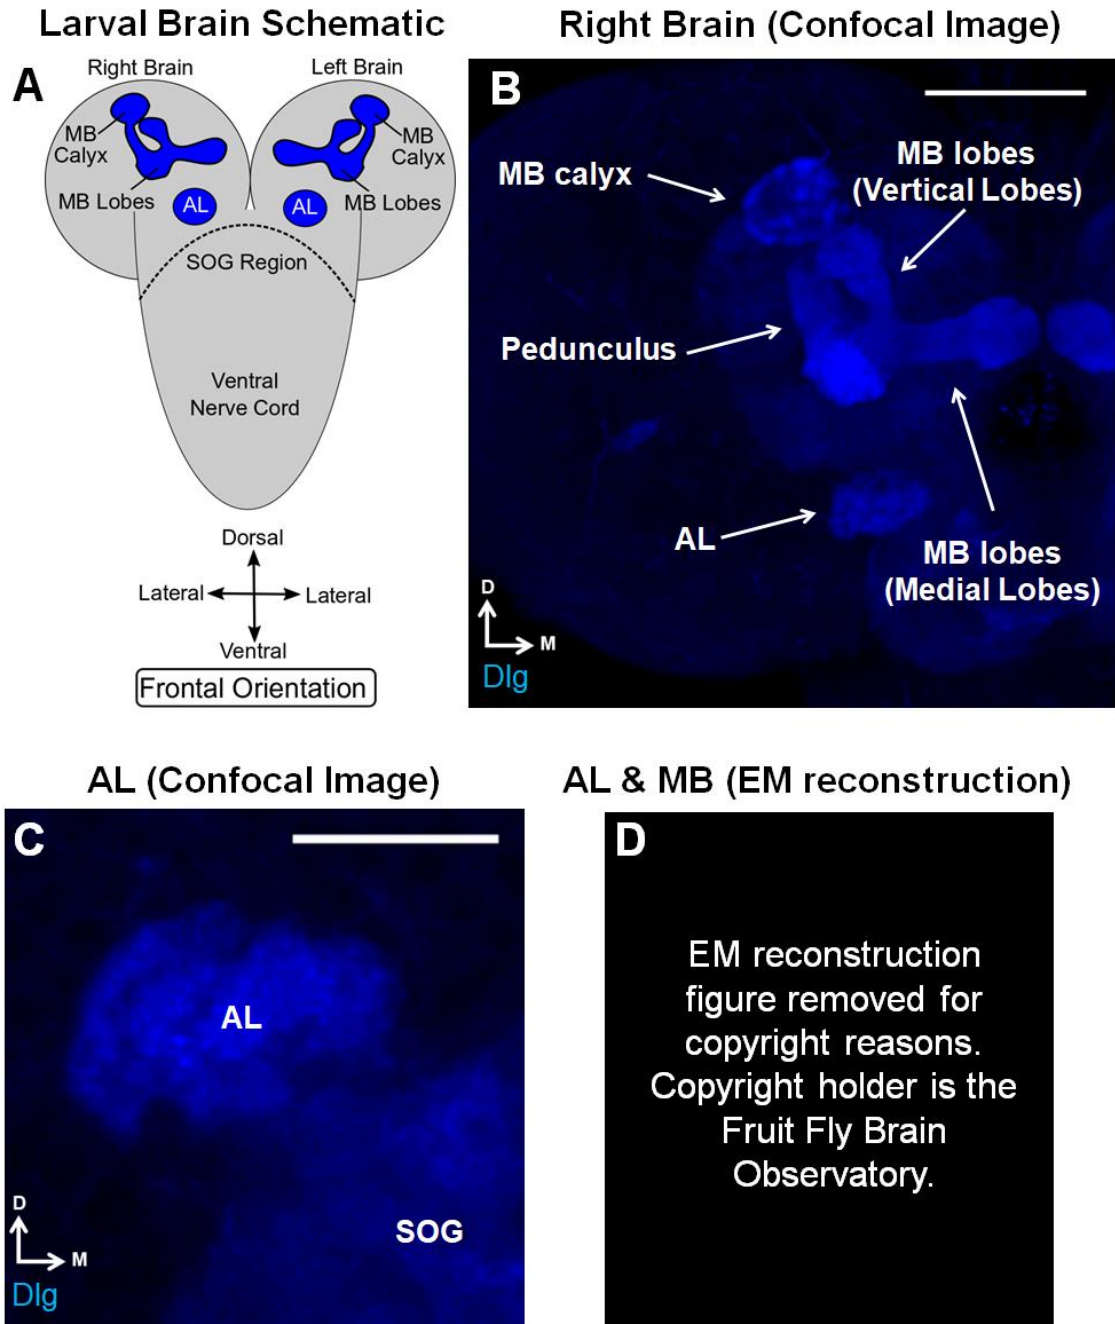 Larval Brain Schematic
Right Brain (Confocal Image)
A
Right Brain
Left Brain
MB
Calyx
MB
Calyx
MB Lobes
MB Lobes
AL
AL
SOG Region
Ventral
Nerve Cord
Dorsal
Lateral
Lateral
Ventral
Frontal Orientation
B
MB calyx
MB lobes
(Vertical Lobes)
Pedunculus
AL
MB lobes
(Medial Lobes)
D
M
Dlg
AL (Confocal Image)
AL & MB (EM reconstruction)
C
AL
SOG
D
M
Dlg
D
EM reconstruction
figure removed for
copyright reasons.
Copyright holder is the
Fruit Fly Brain
Observatory.